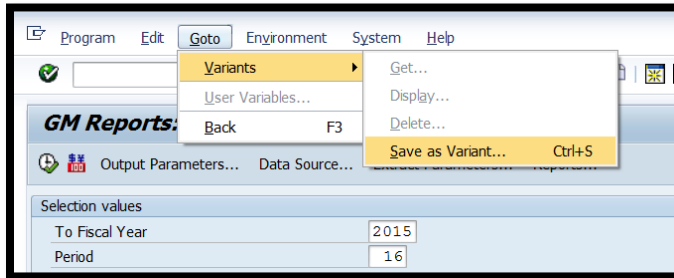 Program Edit Goto Environment System Help
Variants Get...
User Variables... Display...
Back F3 Delete...
Save as Variant... Ctrl+S
GM Reports:
Output Parameters... Data Source...
Selection values
To Fiscal Year 2015
Period 16